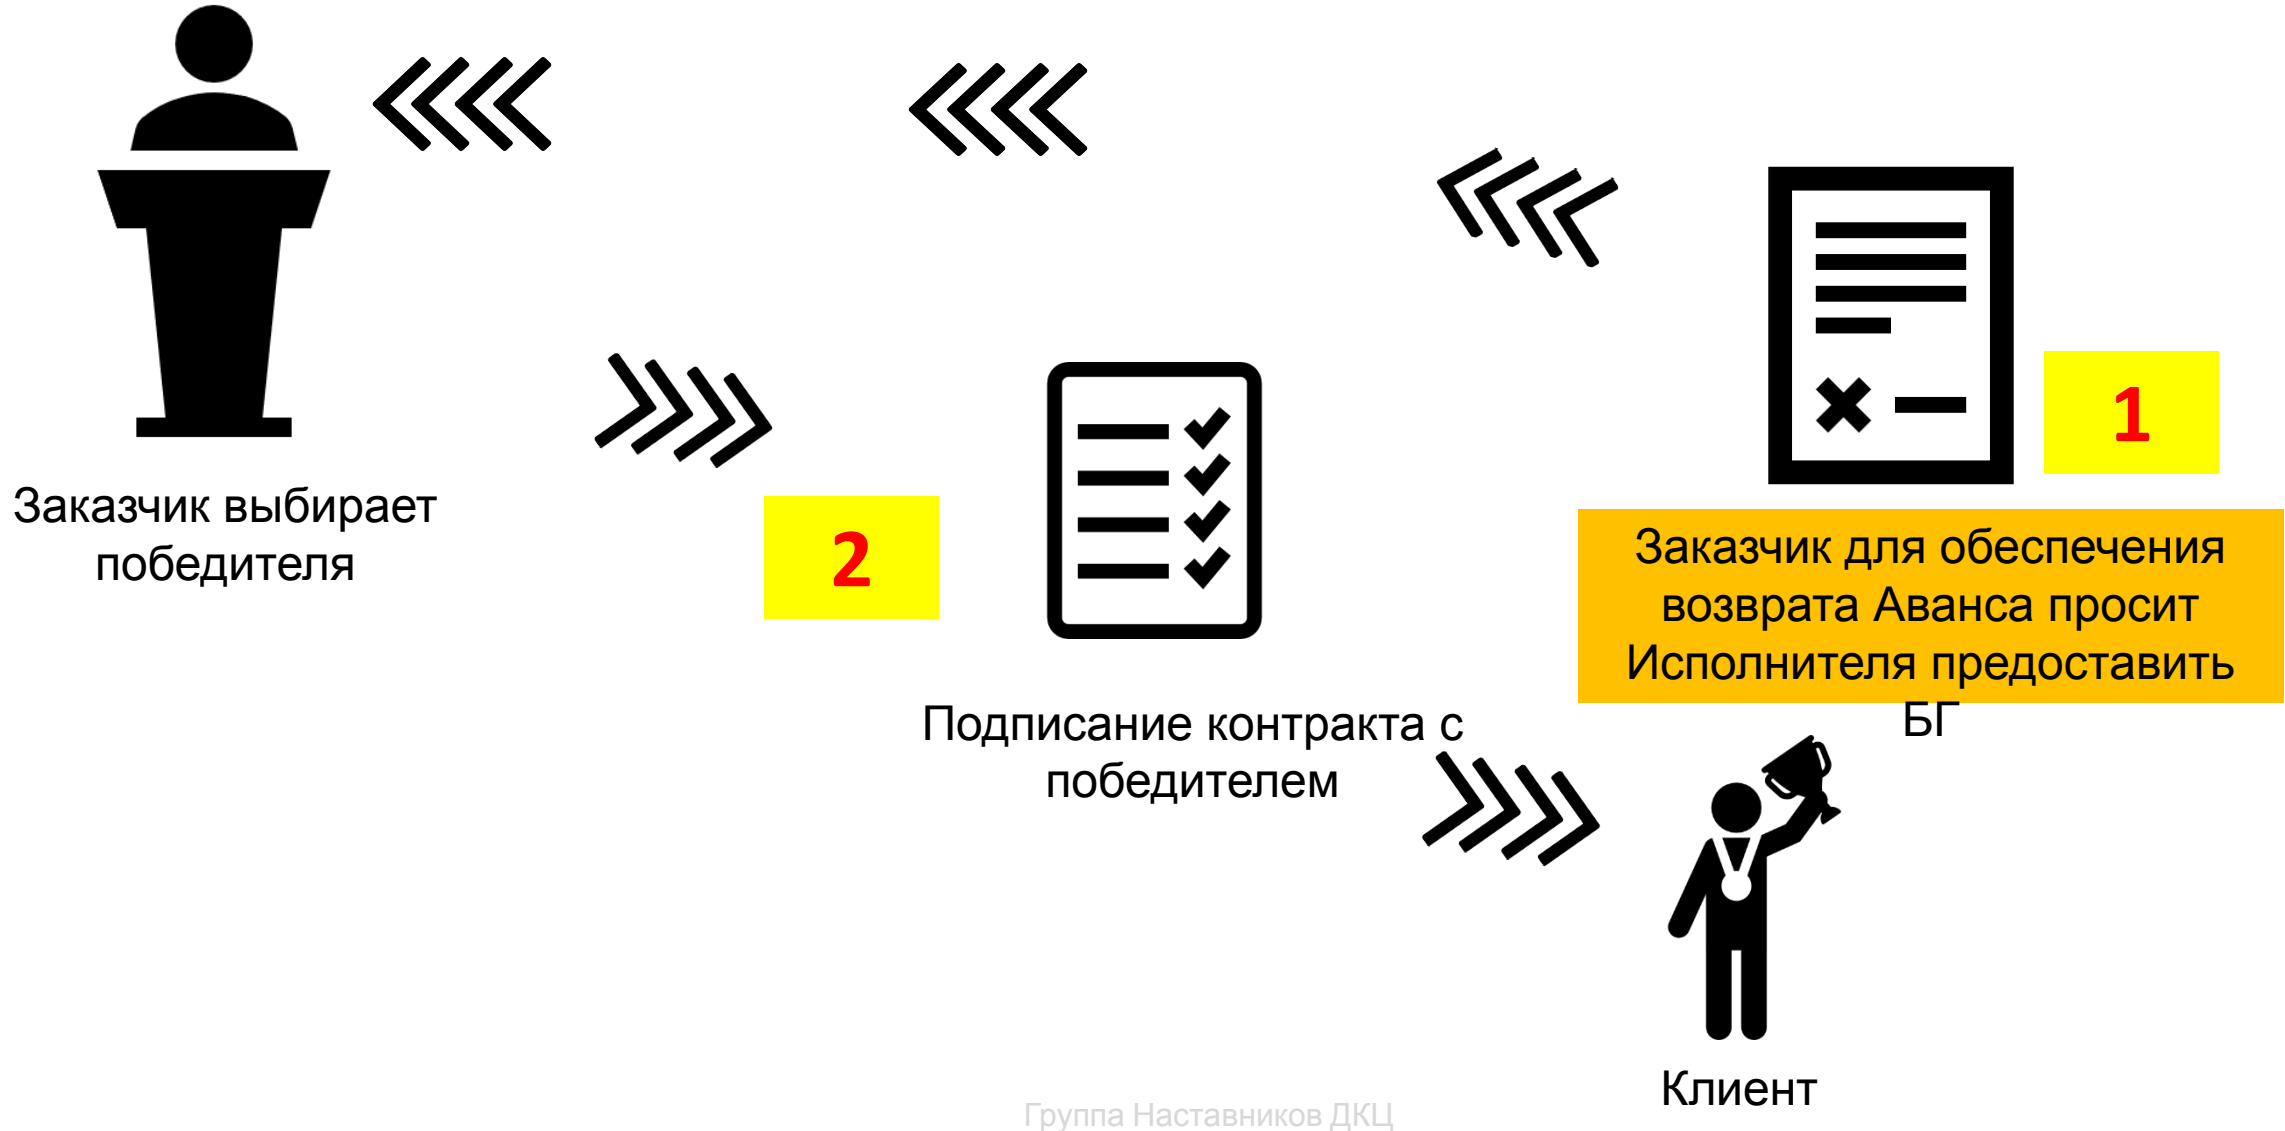 Заказчик выбирает
победителя
2
Подписание контракта с
победителем
1
Заказчик для обеспечения
возврата Аванса просит
Исполнителя предоставить
БГ
Клиент
Группа Наставников ДКЦ